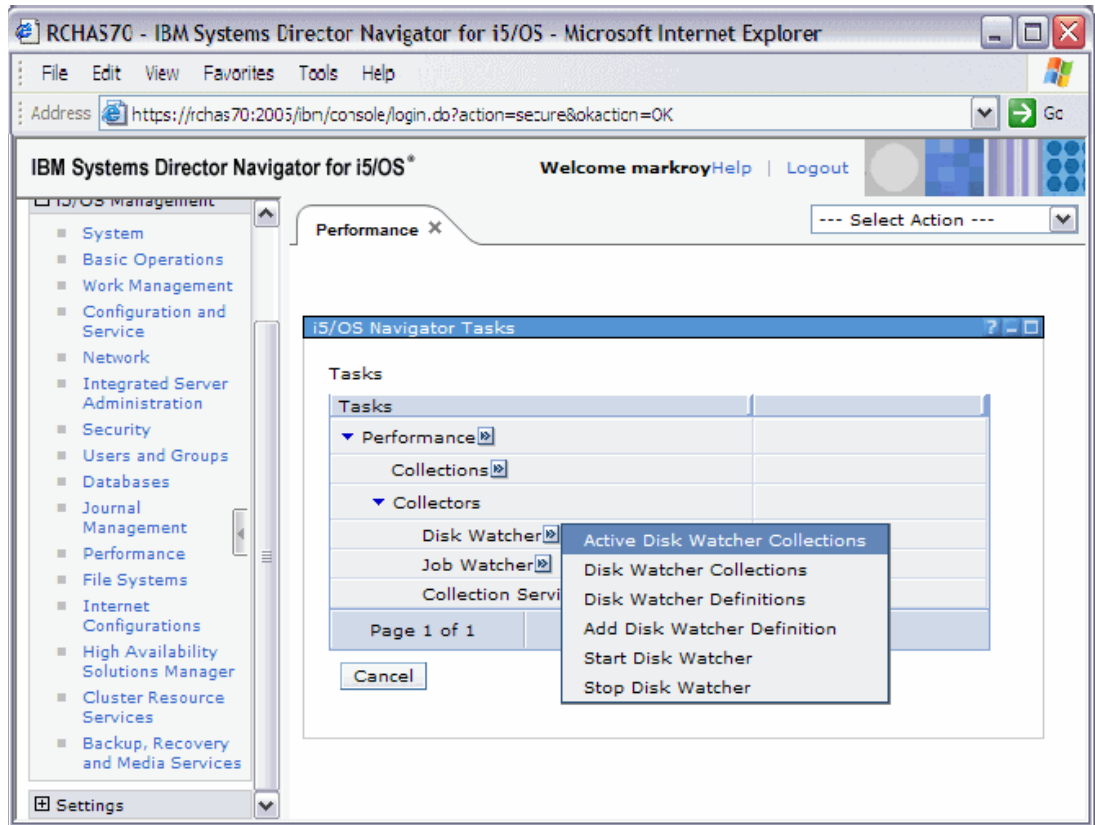 RCHAS70 - IBM Systems Director Navigator for i5/OS - Microsoft Internet Explorer
File Edit View Favorites Tools Help
Address https://rchas70:2005/ibm/console/login.do?action=secure&okaction=OK Go
IBM Systems Director Navigator for i5/OS®
Welcome markroy Help | Logout
i5/OS Management
System
Basic Operations
Work Management
Configuration and
Service
Network
Integrated Server
Administration
Security
Users and Groups
Databases
Journal
Management
Performance
File Systems
Internet
Configurations
High Availability
Solutions Manager
Cluster Resource
Services
Backup, Recovery
and Media Services
Settings
Performance
--- Select Action ---
i5/OS Navigator Tasks
Tasks
Tasks
Performance
Collections
Collectors
Disk Watcher
Job Watcher
Collection Servi
Active Disk Watcher Collections
Disk Watcher Collections
Disk Watcher Definitions
Add Disk Watcher Definition
Start Disk Watcher
Stop Disk Watcher
Page 1 of 1
Cancel